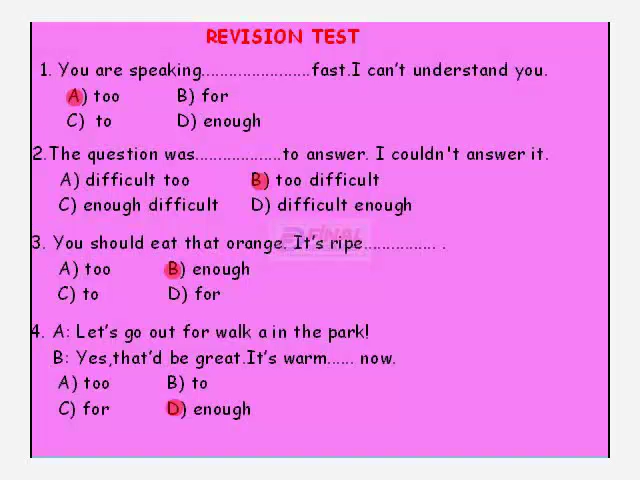 REVISION TEST
1. You are speaking........................fast.I can't understand you.
A) too B) for
C) to D) enough
2.The question was...................to answer. I couldn't answer it.
A) difficult too B) too difficult
C) enough difficult D) difficult enough
FİNAL
3. You should eat that orange. It's ripe................ .
A) too B) enough
C) to D) for
4. A: Let's go out for walk a in the park!
B: Yes,that'd be great.It's warm...... now.
A) too B) to
C) for D) enough